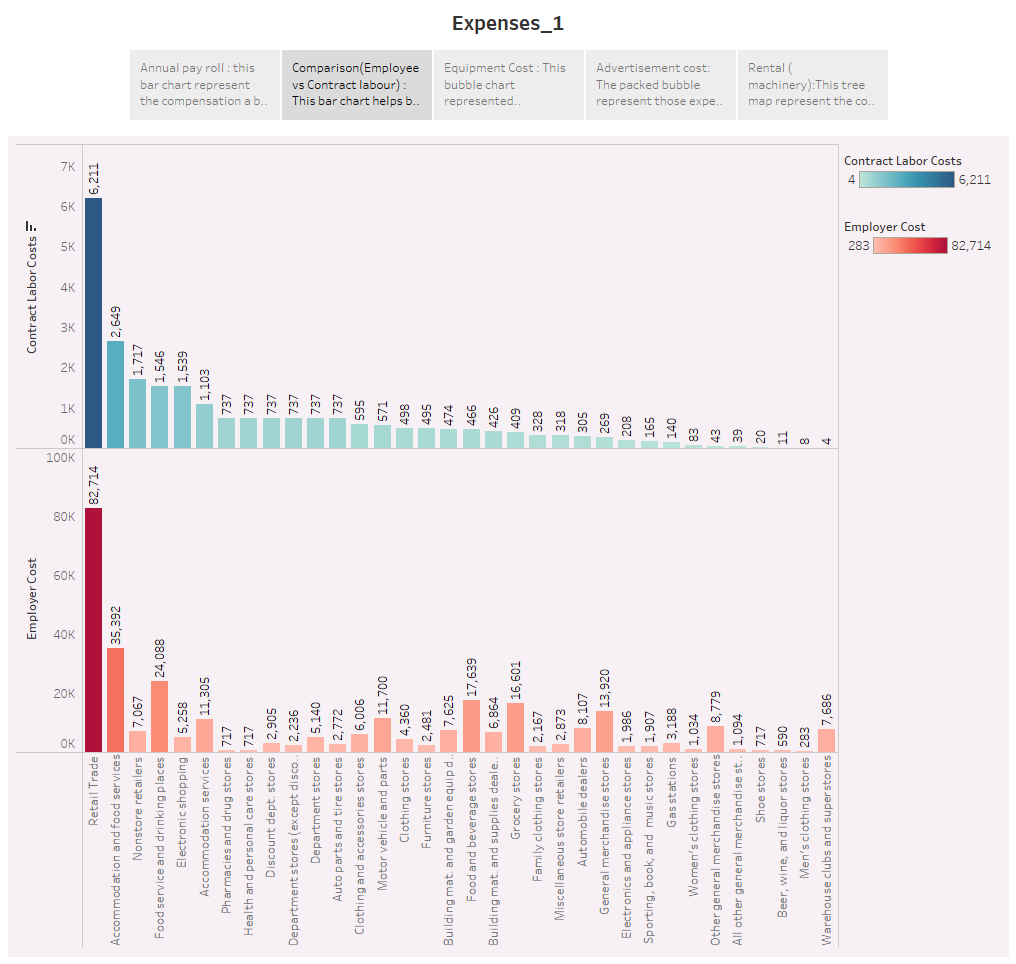 Expenses_1
Annual pay roll : this
bar chart represent
the compensation a b..
Comparison(Employee
vs Contract labour) :
This bar chart helps b..
Equipment Cost : This
bubble chart
represented..
Advertisement cost:
The packed bubble
represent those expe..
Rental (
machinery):This tree
map represent the co..
Contract Labor Costs
7K
6K
5K
4K
3K
2K
1K
0K
6,211
2,649
1,717
1,546
1,539
1,103
737
737
737
737
737
737
595
571
498
495
474
466
426
409
328
318
305
269
208
165
140
83
43
39
20
11
8
4
Employer Cost
100K
80K
60K
40K
20K
0K
82,714
35,392
7,067
24,088
5,258
11,305
717
717
2,905
2,236
5,140
2,772
6,006
11,700
4,360
2,481
7,625
17,639
6,864
16,601
2,167
2,873
8,107
13,920
1,986
1,907
3,188
1,034
8,779
1,094
717
590
283
7,686
Retail Trade
Accommodation and food services
Nonstore retailers
Food service and drinking places
Electronic shopping
Accommodation services
Pharmacies and drug stores
Health and personal care stores
Discount dept. stores
Department stores (except disco..
Department stores
Auto parts and tire stores
Clothing and accessories stores
Motor vehicle and parts
Clothing stores
Furniture stores
Building mat. and garden equip d..
Food and beverage stores
Building mat. and supplies deale..
Grocery stores
Family clothing stores
Miscellaneous store retailers
Automobile dealers
General merchandise stores
Electronics and appliance stores
Sporting, book, and music stores
Gas stations
Women's clothing stores
Other general merchandise stores
All other general merchandise st..
Shoe stores
Beer, wine, and liquor stores
Men's clothing stores
Warehouse clubs and superstores
Contract Labor Costs
4 6,211
Employer Cost
283 82,714